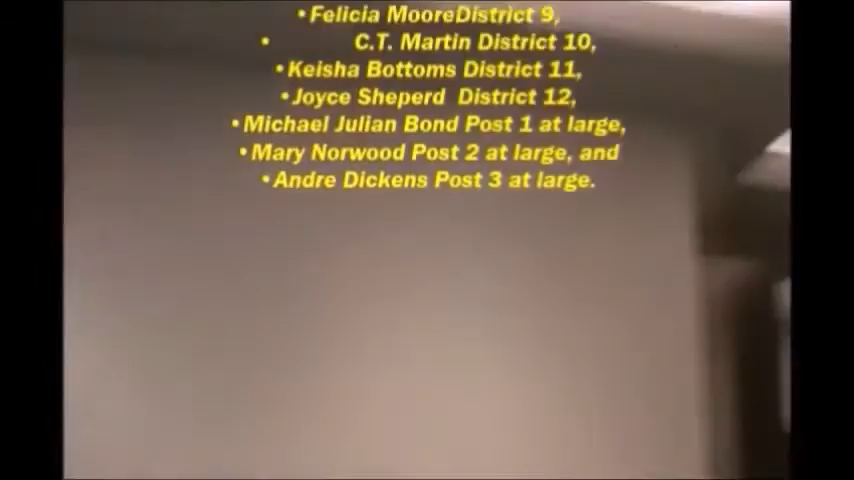 •Felicia MooreDistrict 9,
• C.T. Martin District 10,
•Keisha Bottoms District 11,
•Joyce Sheperd District 12,
•Michael Julian Bond Post 1 at large,
•Mary Norwood Post 2 at large, and
•Andre Dickens Post 3 at large.